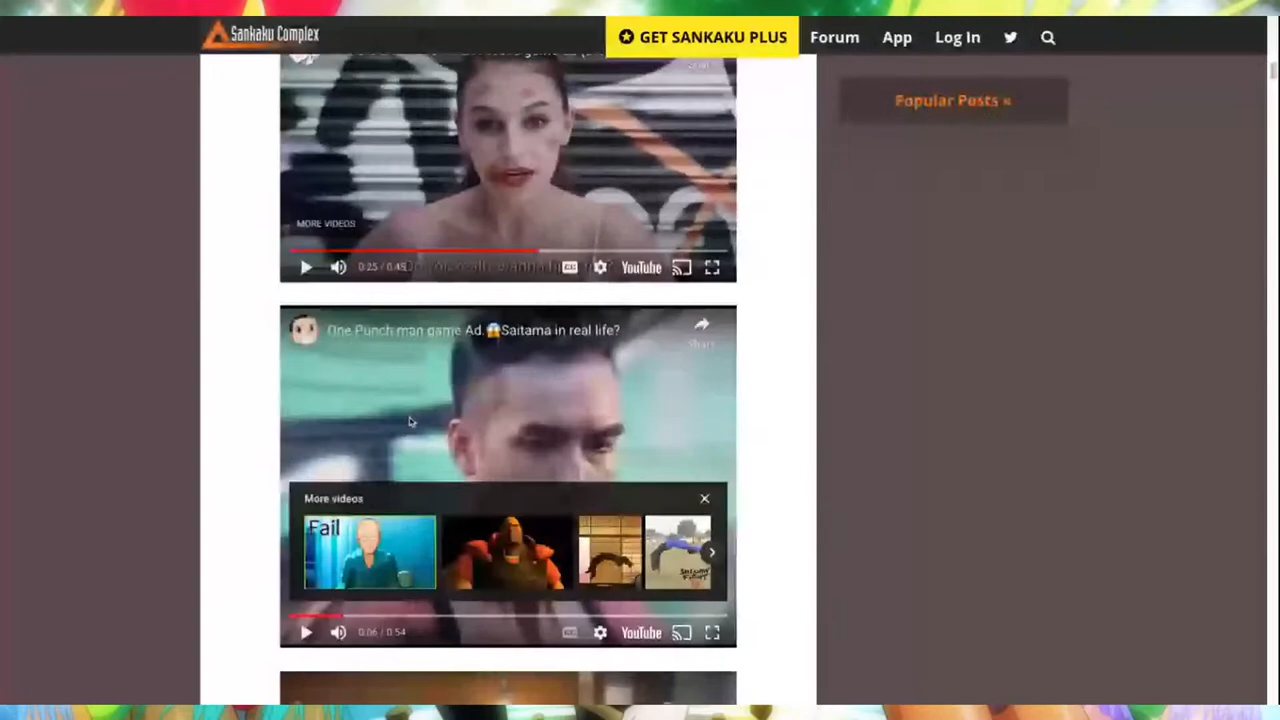 Sankaku Complex
GET SANKAKU PLUS
Forum
App
Log In
Popular Posts »
MORE VIDEOS
0:25 / 0:45
YouTube
One Punch man game Ad.😱Saitama in real life?
Share
More videos
Fail
0:06 / 0:54
YouTube